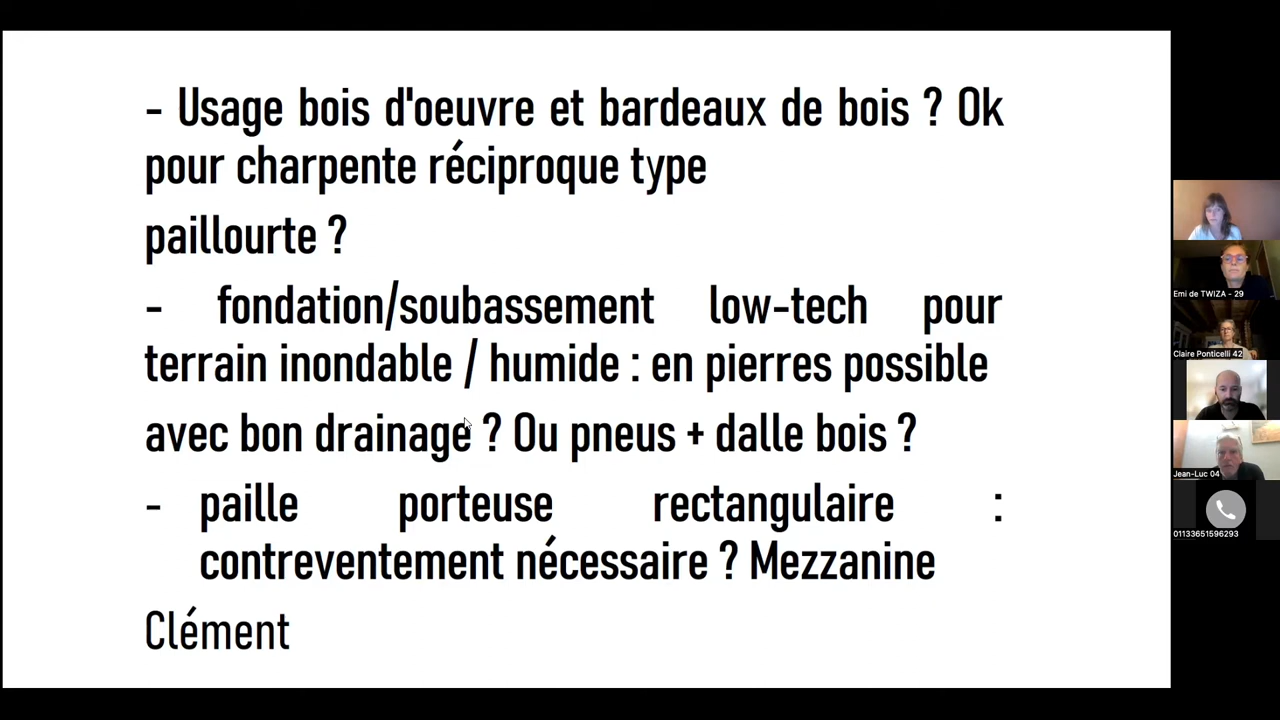 - Usage bois d'oeuvre et bardeaux de bois ? Ok
pour charpente réciproque type
paillourte ?
- fondation/soubassement low-tech pour
terrain inondable / humide : en pierres possible
avec bon drainage ? Ou pneus + dalle bois ?
- paille porteuse rectangulaire :
contreventement nécessaire ? Mezzanine
Clément
Emi de TWIZA - 29
Claire Ponticelli 42
Jean-Luc 04
01133651596293